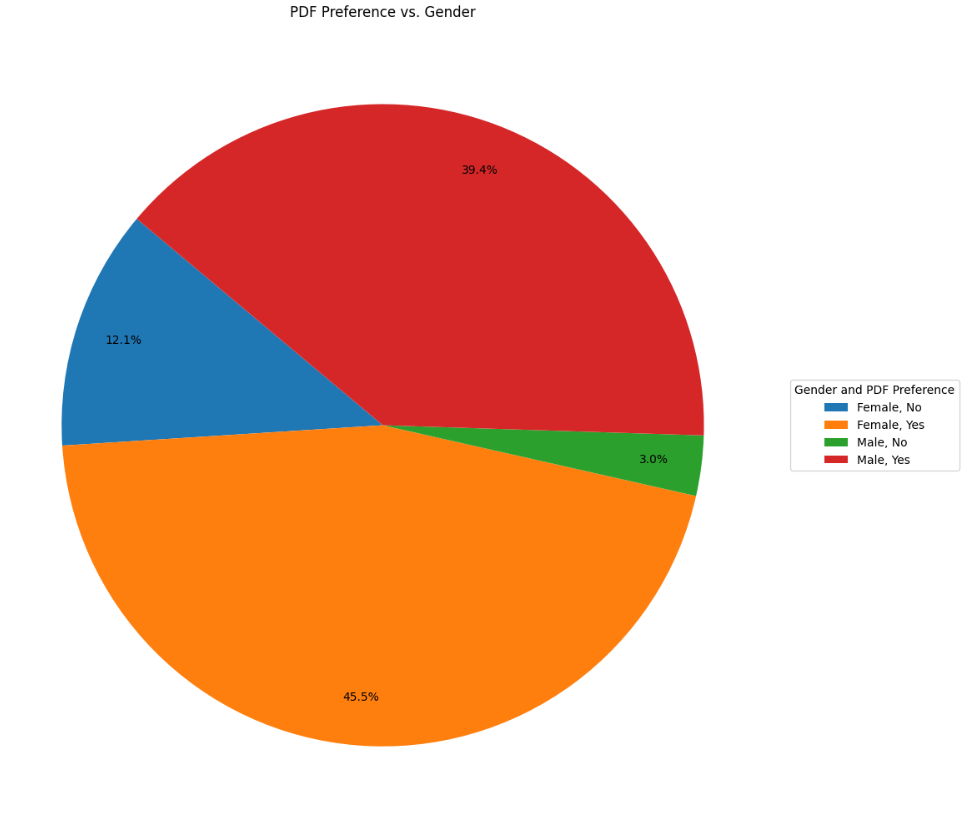 PDF Preference vs. Gender
39.4%
12.1%
Gender and PDF Preference
Female, No
Female, Yes
Male, No
Male, Yes
3.0%
45.5%